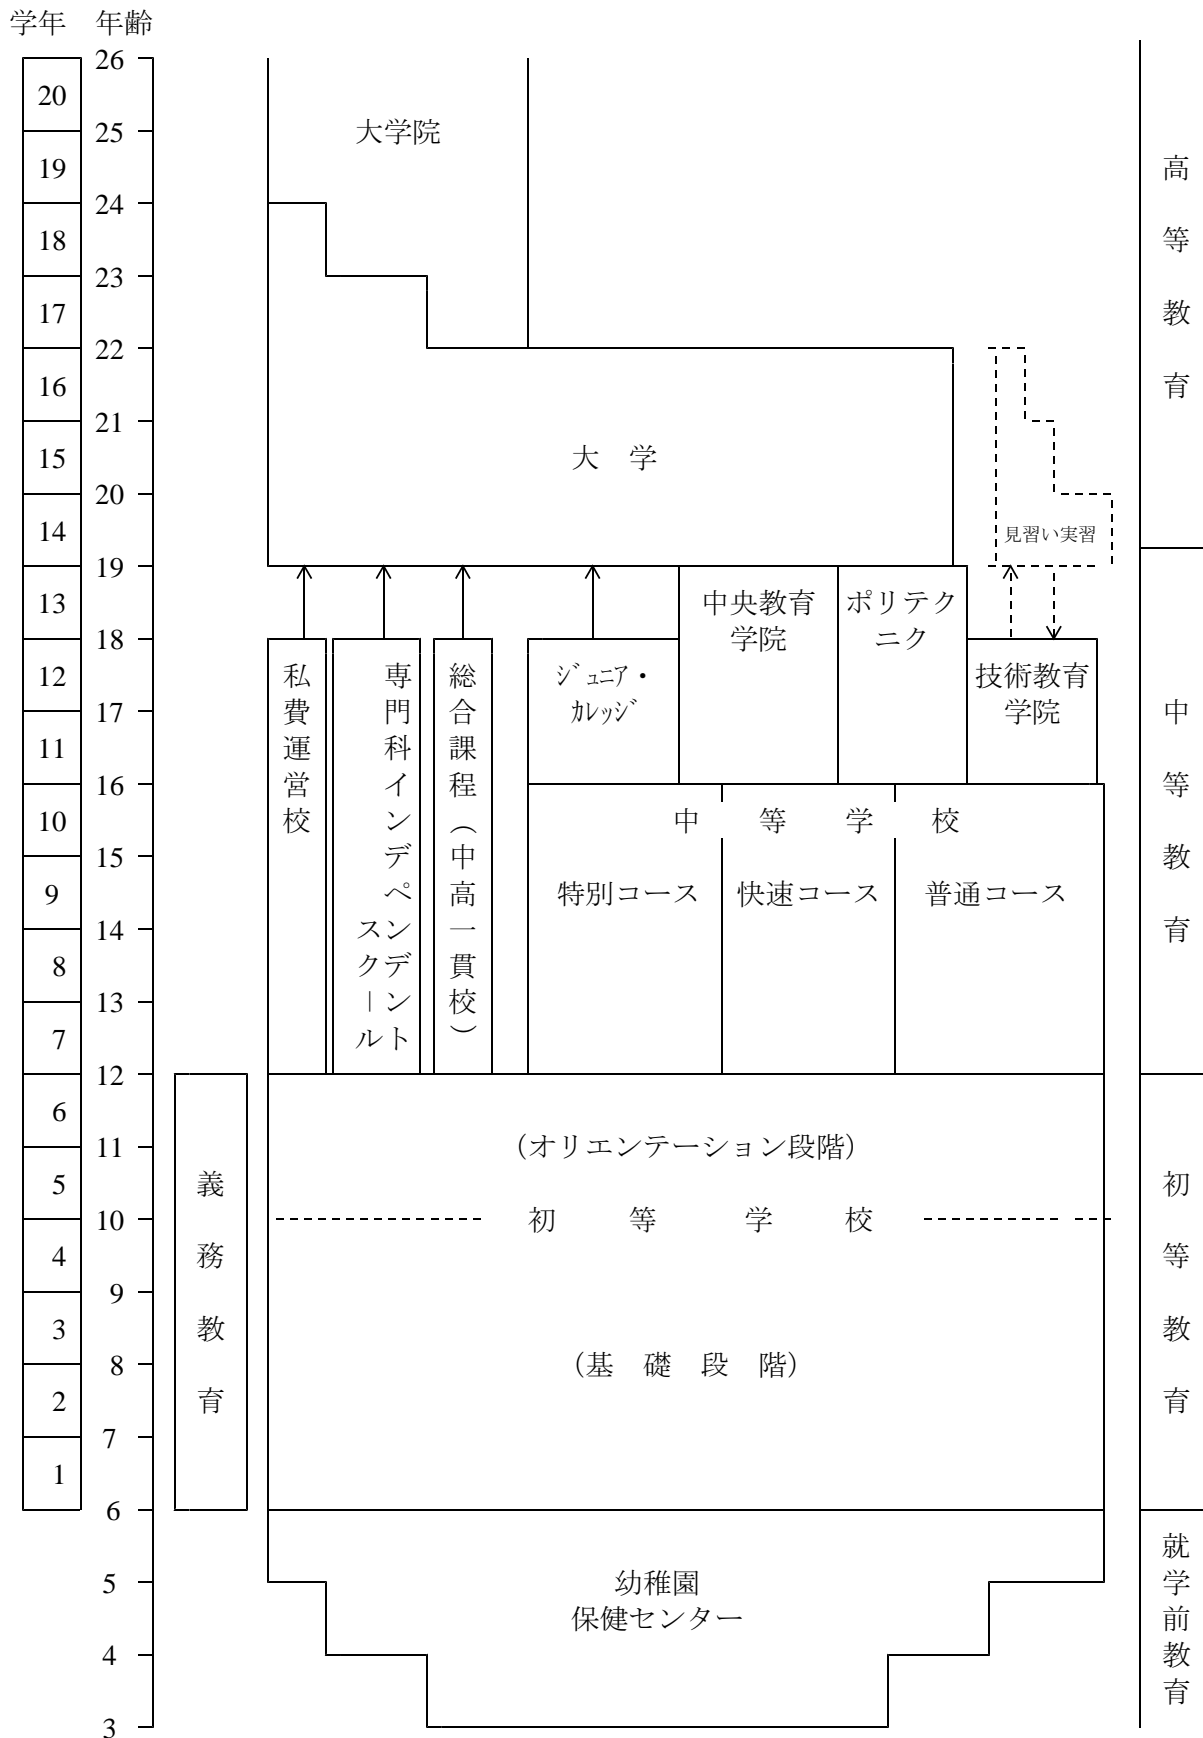 学年 年齢
26
20
25
19
24
18
23
17
22
16
21
15
20
14
19
13
18
12
17
11
16
10
15
9
14
8
13
7
12
6
11
5
10
4
9
3
8
2
7
1
6
5
4
3
大学院
大 学
見習い実習
中央教育
学院
ポリテク
ニク
私費運営校
専門科インデペンデント
スクール
総合課程（中高一貫校）
ｼﾞｭﾆｱ・
ｶﾚｯｼﾞ
技術教育
学院
中 等 学 校
特別コース
快速コース
普通コース
義務教育
（オリエンテーション段階）
初 等 学 校
（基 礎 段 階）
幼稚園
保健センター
高等教育
中等教育
初等教育
就学前教育